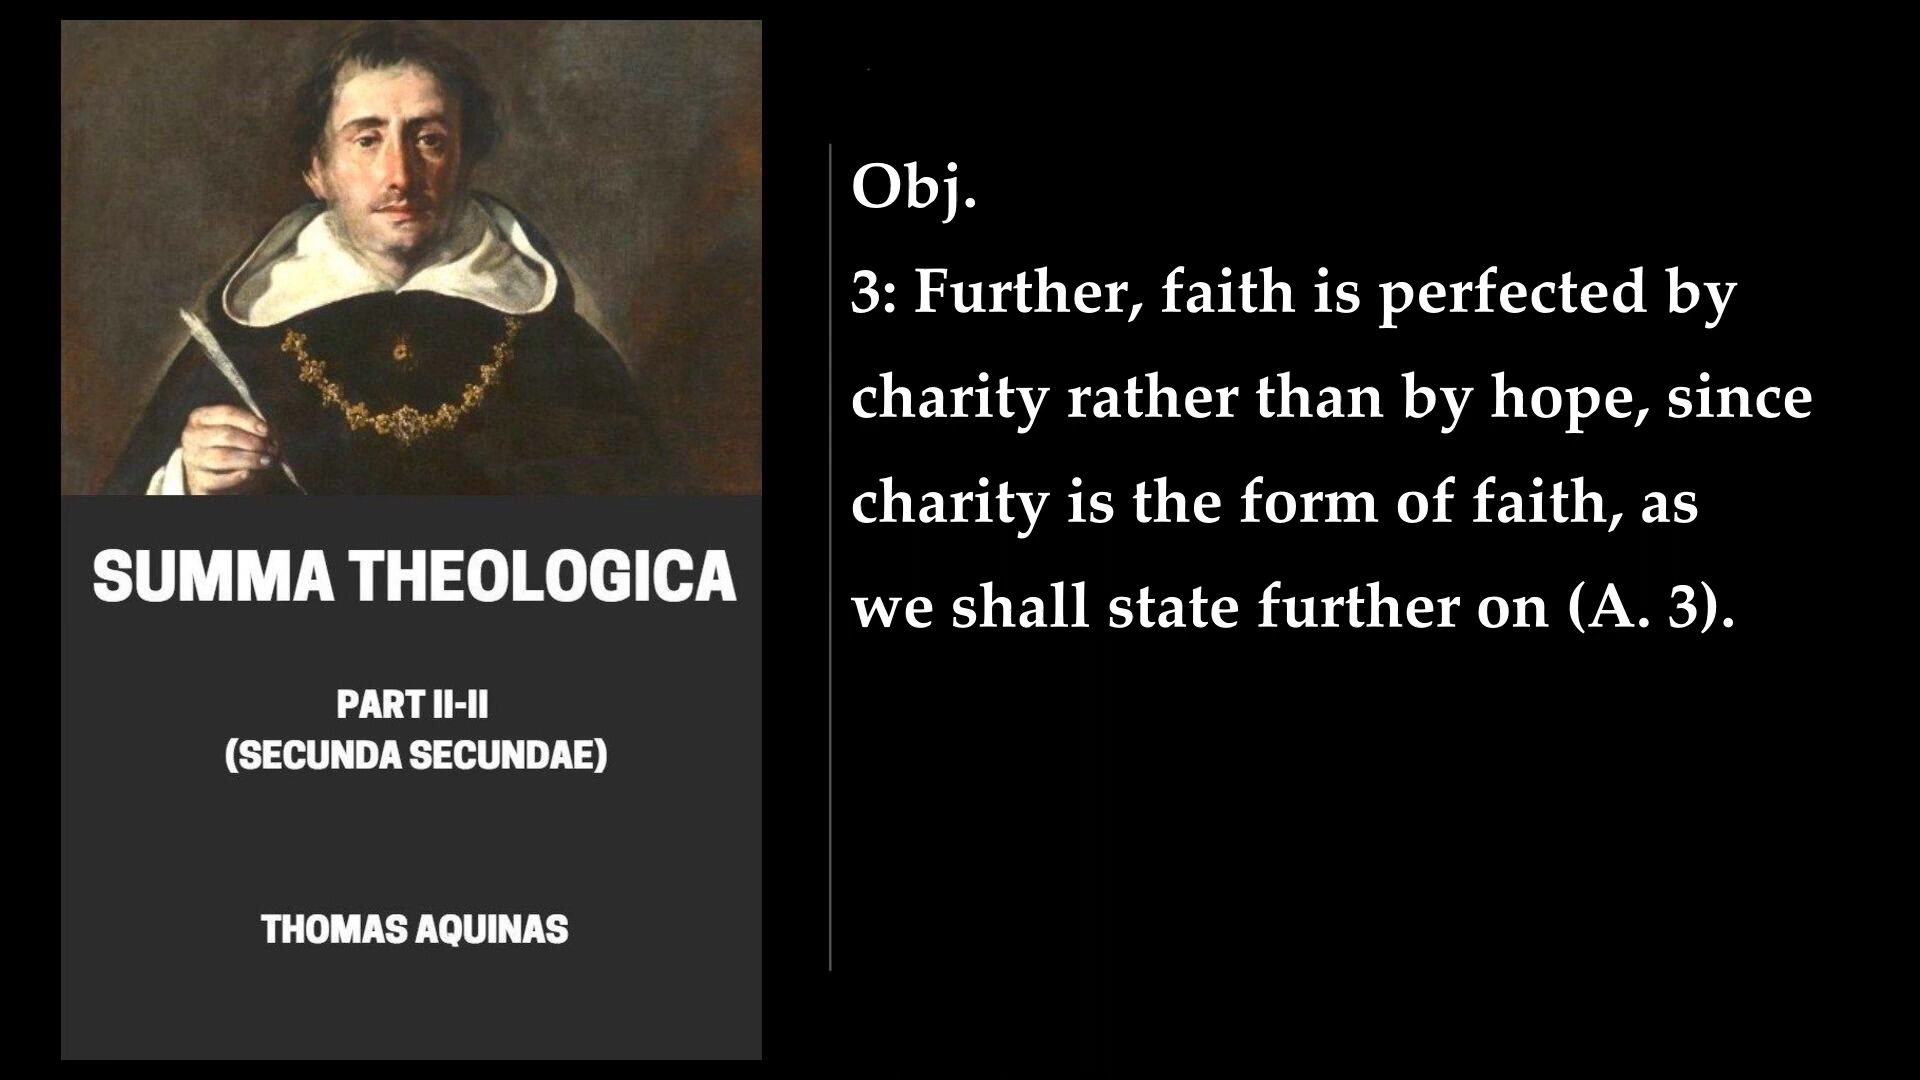 SUMMA THEOLOGICA
PART II-II
(SECUNDA SECUNDAE)
THOMAS AQUINAS
Obj.
3: Further, faith is perfected by
charity rather than by hope, since
charity is the form of faith, as
we shall state further on (A. 3).